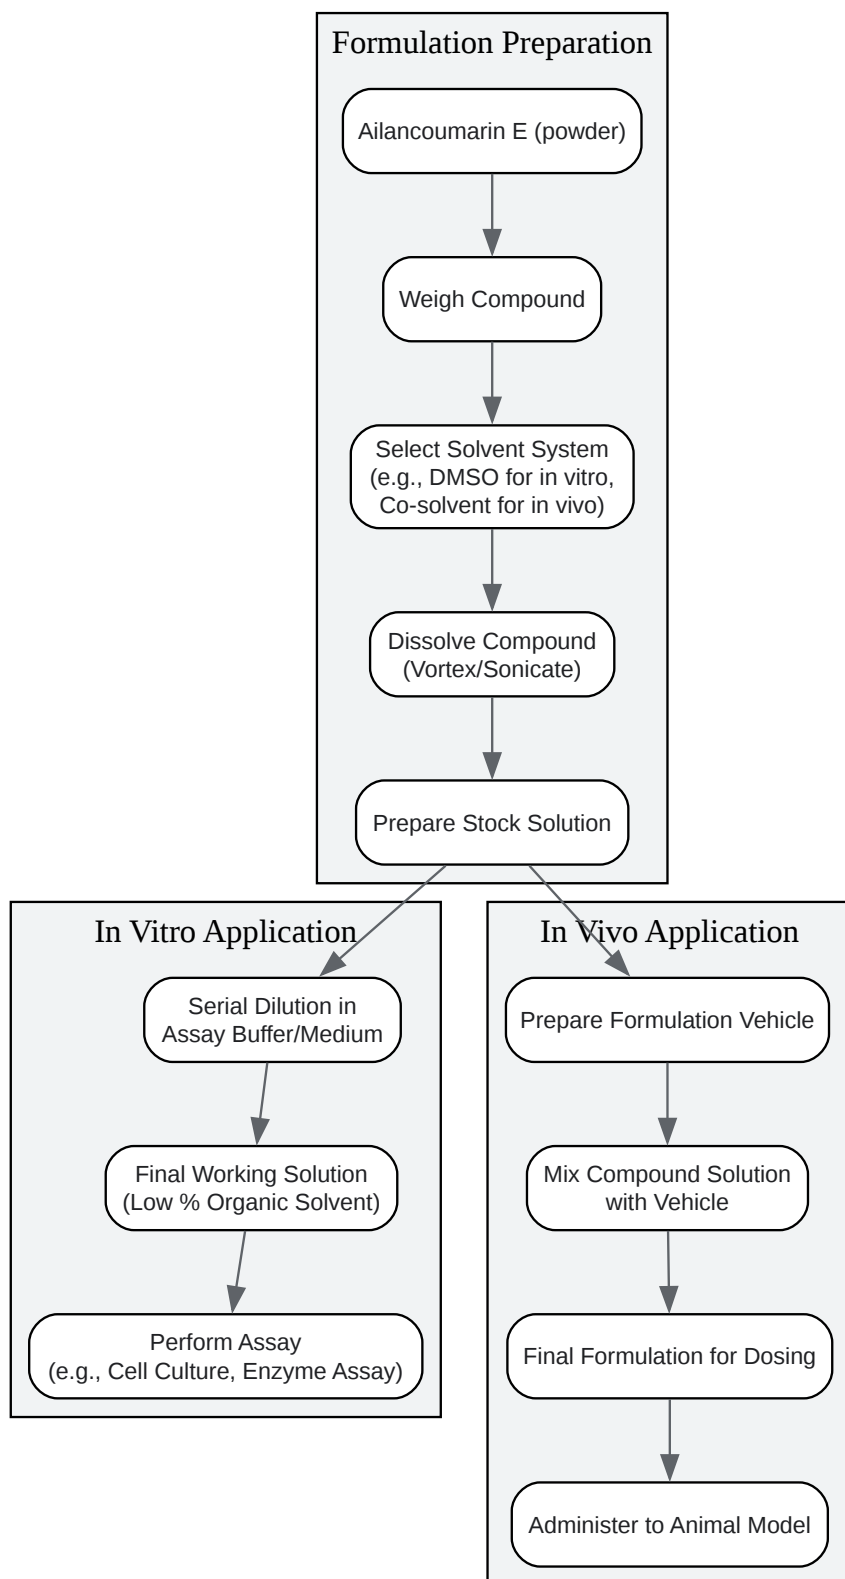 Formulation Preparation
Ailancoumarin E (powder)
Weigh Compound
Select Solvent System
(e.g., DMSO for in vitro,
Co-solvent for in vivo)
Dissolve Compound
(Vortex/Sonicate)
Prepare Stock Solution
In Vitro Application
Serial Dilution in
Assay Buffer/Medium
Final Working Solution
(Low % Organic Solvent)
Perform Assay
(e.g., Cell Culture, Enzyme Assay)
In Vivo Application
Prepare Formulation Vehicle
Mix Compound Solution
with Vehicle
Final Formulation for Dosing
Administer to Animal Model